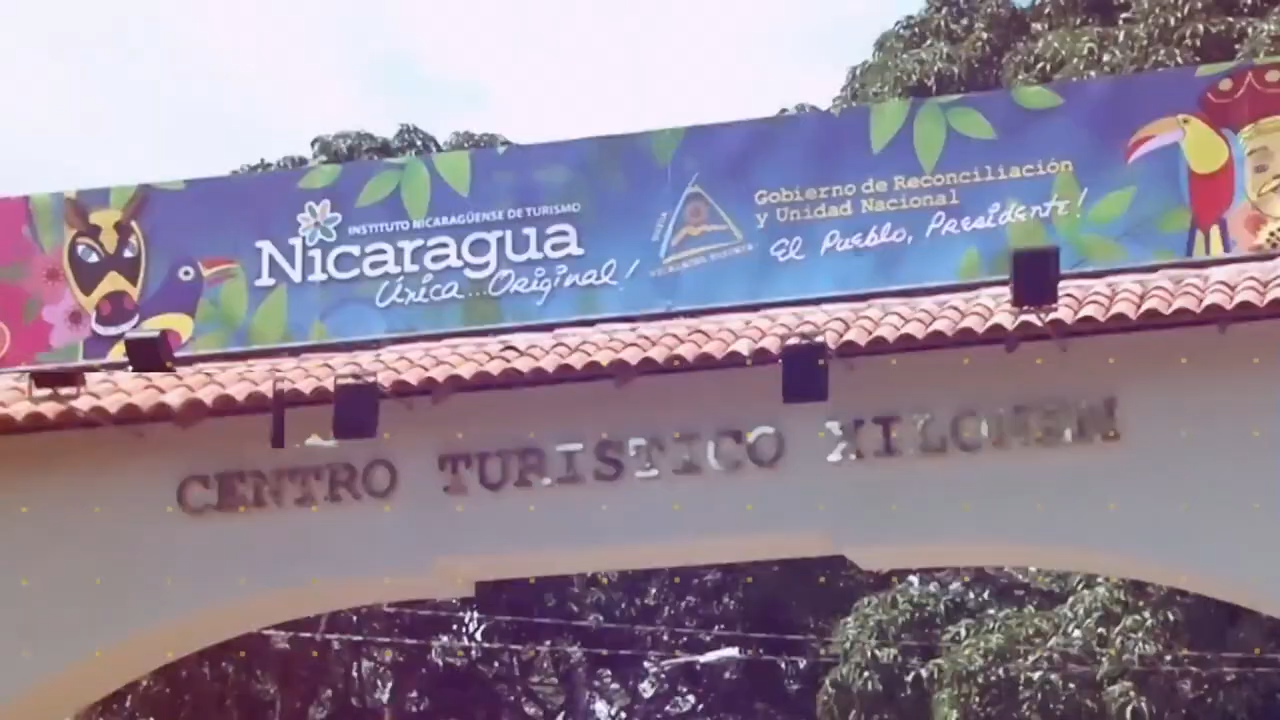 INSTITUTO NICARAGÜENSE DE TURISMO
Nicaragua
Única...Original!
Gobierno de Reconciliación
y Unidad Nacional
El Pueblo, Presidente!
CENTRO TURISTICO XILONEM